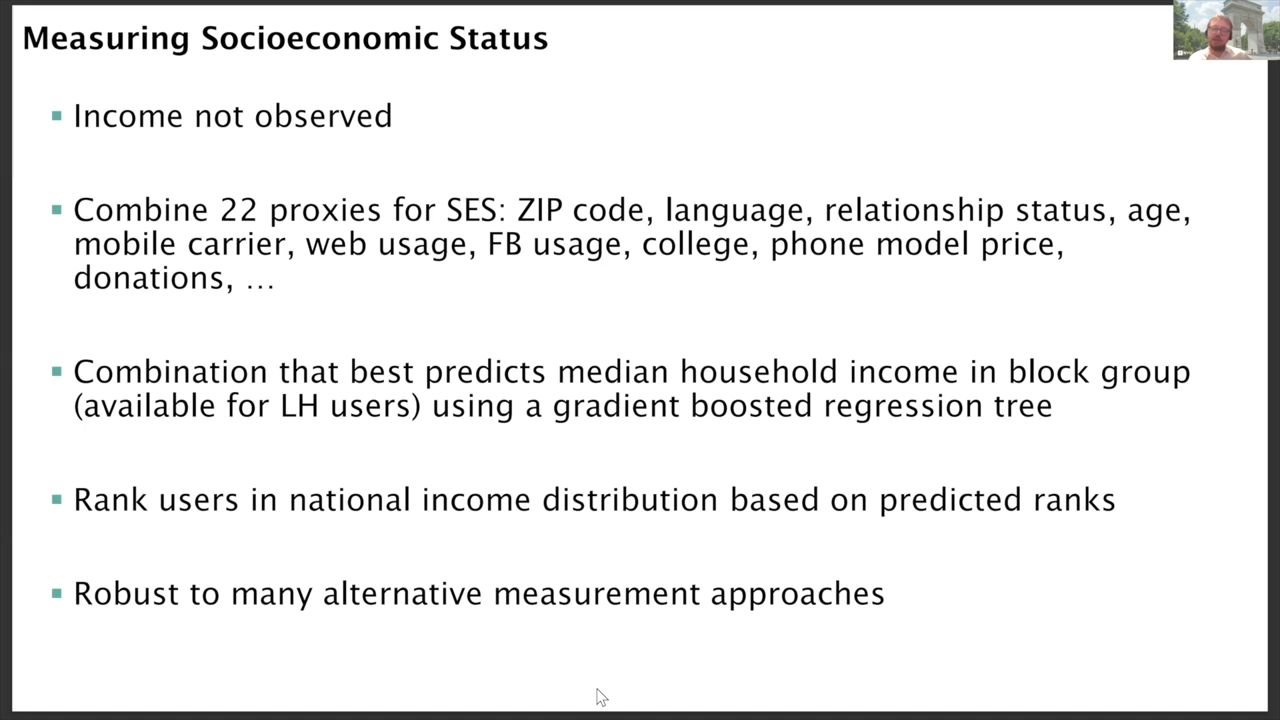 Measuring Socioeconomic Status
▪ Income not observed
▪ Combine 22 proxies for SES: ZIP code, language, relationship status, age,
mobile carrier, web usage, FB usage, college, phone model price,
donations, …
▪ Combination that best predicts median household income in block group
(available for LH users) using a gradient boosted regression tree
▪ Rank users in national income distribution based on predicted ranks
▪ Robust to many alternative measurement approaches